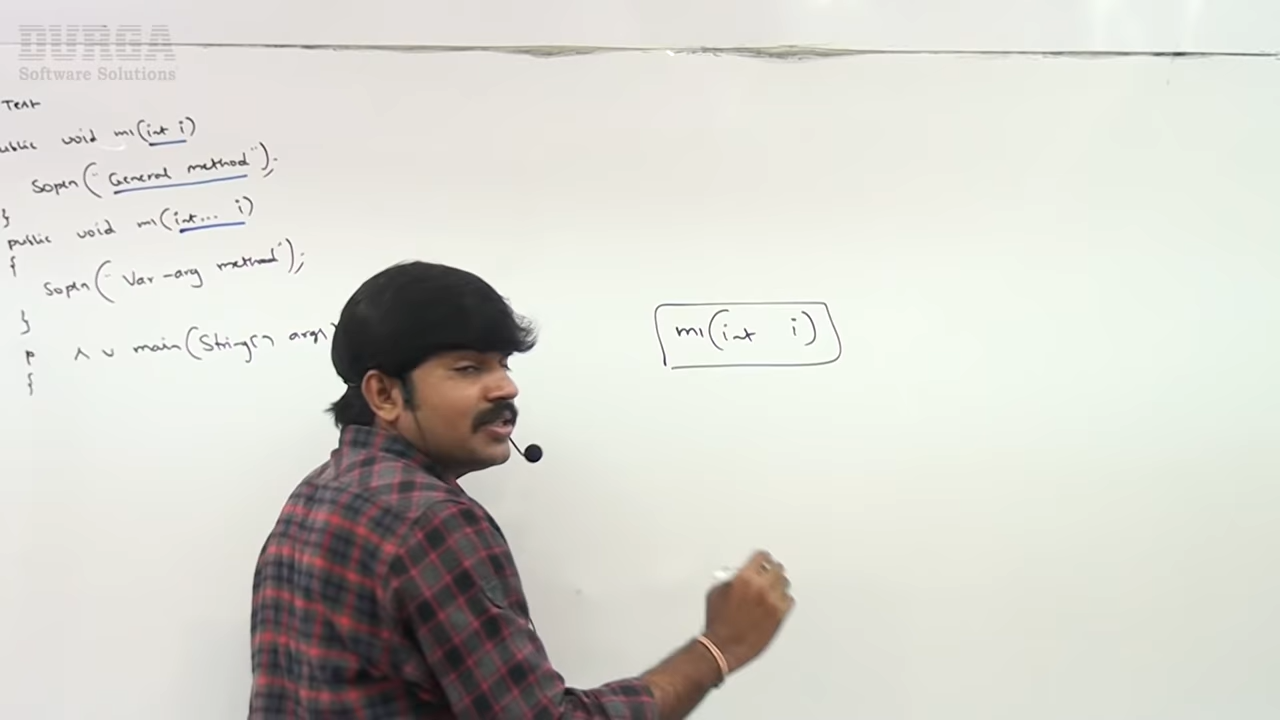 DURGA
Software Solutions
Test
public void m1(int i)
Sopln("General method");
}
public void m1(int... i)
{
Sopln("Var-arg method");
}
p s v main(String[] args)
{
m1(int i)